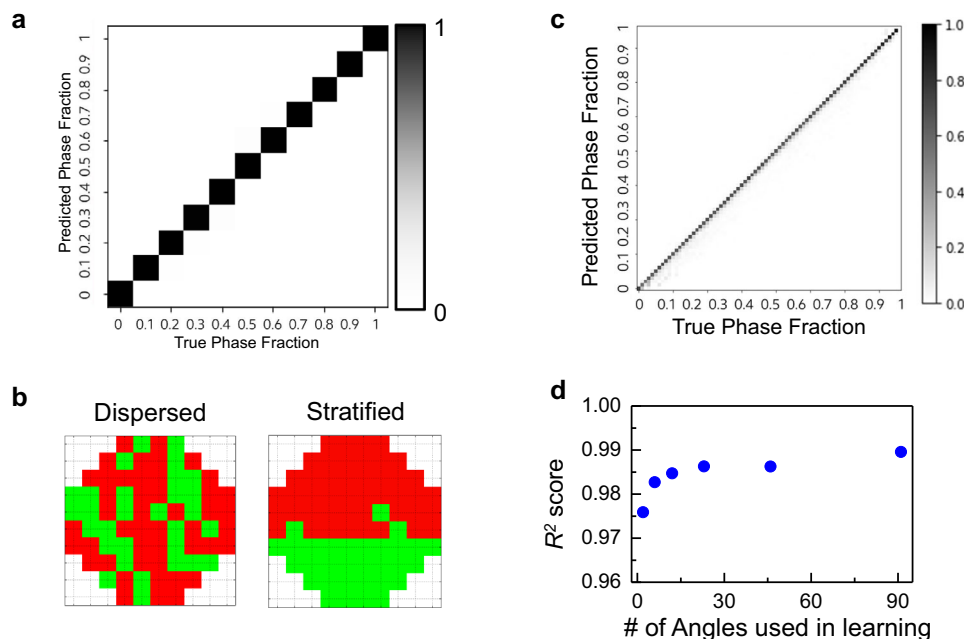 a
Predicted Phase Fraction
1
0.9
0.8
0.7
0.6
0.5
0.4
0.3
0.2
0.1
0
0 0.1 0.2 0.3 0.4 0.5 0.6 0.7 0.8 0.9 1
True Phase Fraction
1
0
b
Dispersed
Stratified
c
Predicted Phase Fraction
1
0.9
0.8
0.7
0.6
0.5
0.4
0.3
0.2
0.1
0
0 0.1 0.2 0.3 0.4 0.5 0.6 0.7 0.8 0.9 1
True Phase Fraction
1.0
0.8
0.6
0.4
0.2
0.0
d
R² score
1.00
0.99
0.98
0.97
0.96
0 30 60 90
# of Angles used in learning